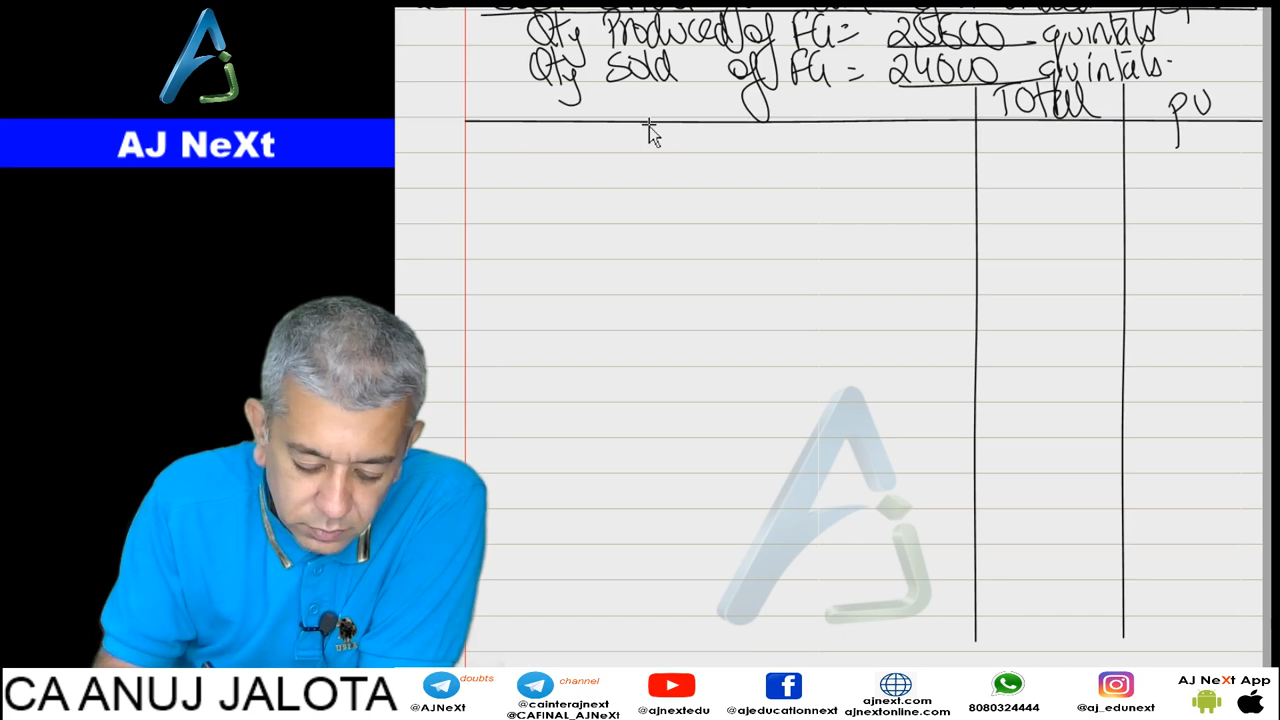 Qty Produced of FG = 25500 quintals
Qty Sold of FG = 24000 quintals.
Total
PU
AJ NeXt
CA ANUJ JALOTA
doubts
@AJNeXt
channel
@cainterajnext
@CAFINAL_AJNeXt
@ajnextedu
@ajeducationnext
ajnext.com
ajnextonline.com
8080324444
@aj_edunext
AJ NeXt App